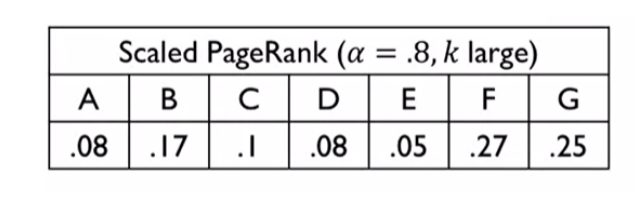 Scaled PageRank (α = .8, k large)
A B C D E F G
.08 .17 .1 .08 .05 .27 .25